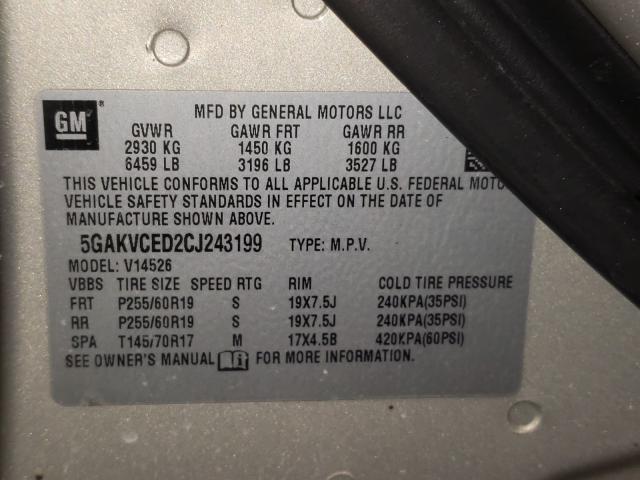 GM ®
MFD BY GENERAL MOTORS LLC
GVWR GAWR FRT GAWR RR
2930 KG 1450 KG 1600 KG
6459 LB 3196 LB 3527 LB
THIS VEHICLE CONFORMS TO ALL APPLICABLE U.S. FEDERAL
VEHICLE SAFETY STANDARDS IN EFFECT ON THE DATE OF
MANUFACTURE SHOWN ABOVE.
5GAKVCED2CJ243199 TYPE: M.P.V.
MODEL: V14526
VBBS TIRE SIZE SPEED RTG RIM COLD TIRE PRESSURE
FRT P255/60R19 S 19X7.5J 240KPA(35PSI)
RR P255/60R19 S 19X7.5J 240KPA(35PSI)
SPA T145/70R17 M 17X4.5B 420KPA(60PSI)
SEE OWNER'S MANUAL FOR MORE INFORMATION.